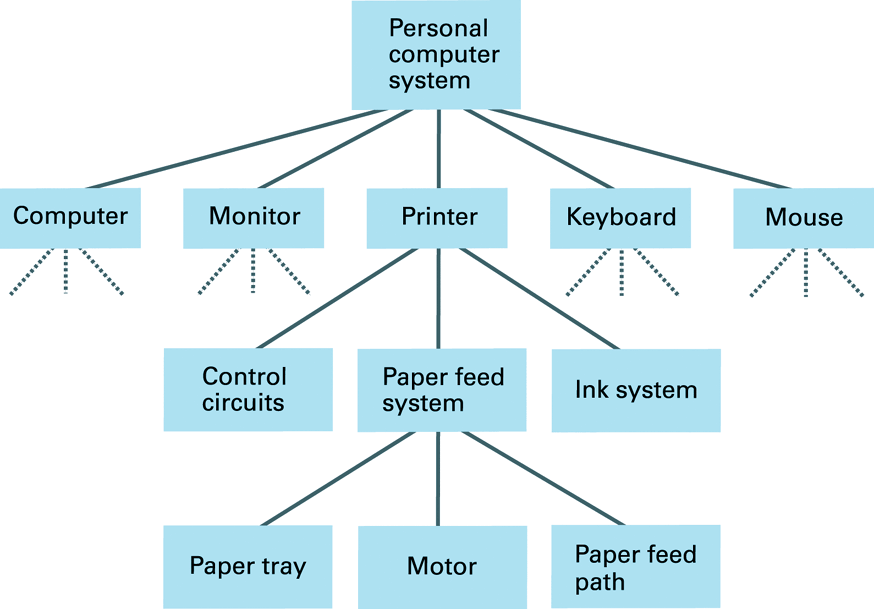 Personal
computer
system
Computer
Monitor
Printer
Keyboard
Mouse
Control
circuits
Paper feed
system
Ink system
Paper tray
Motor
Paper feed
path